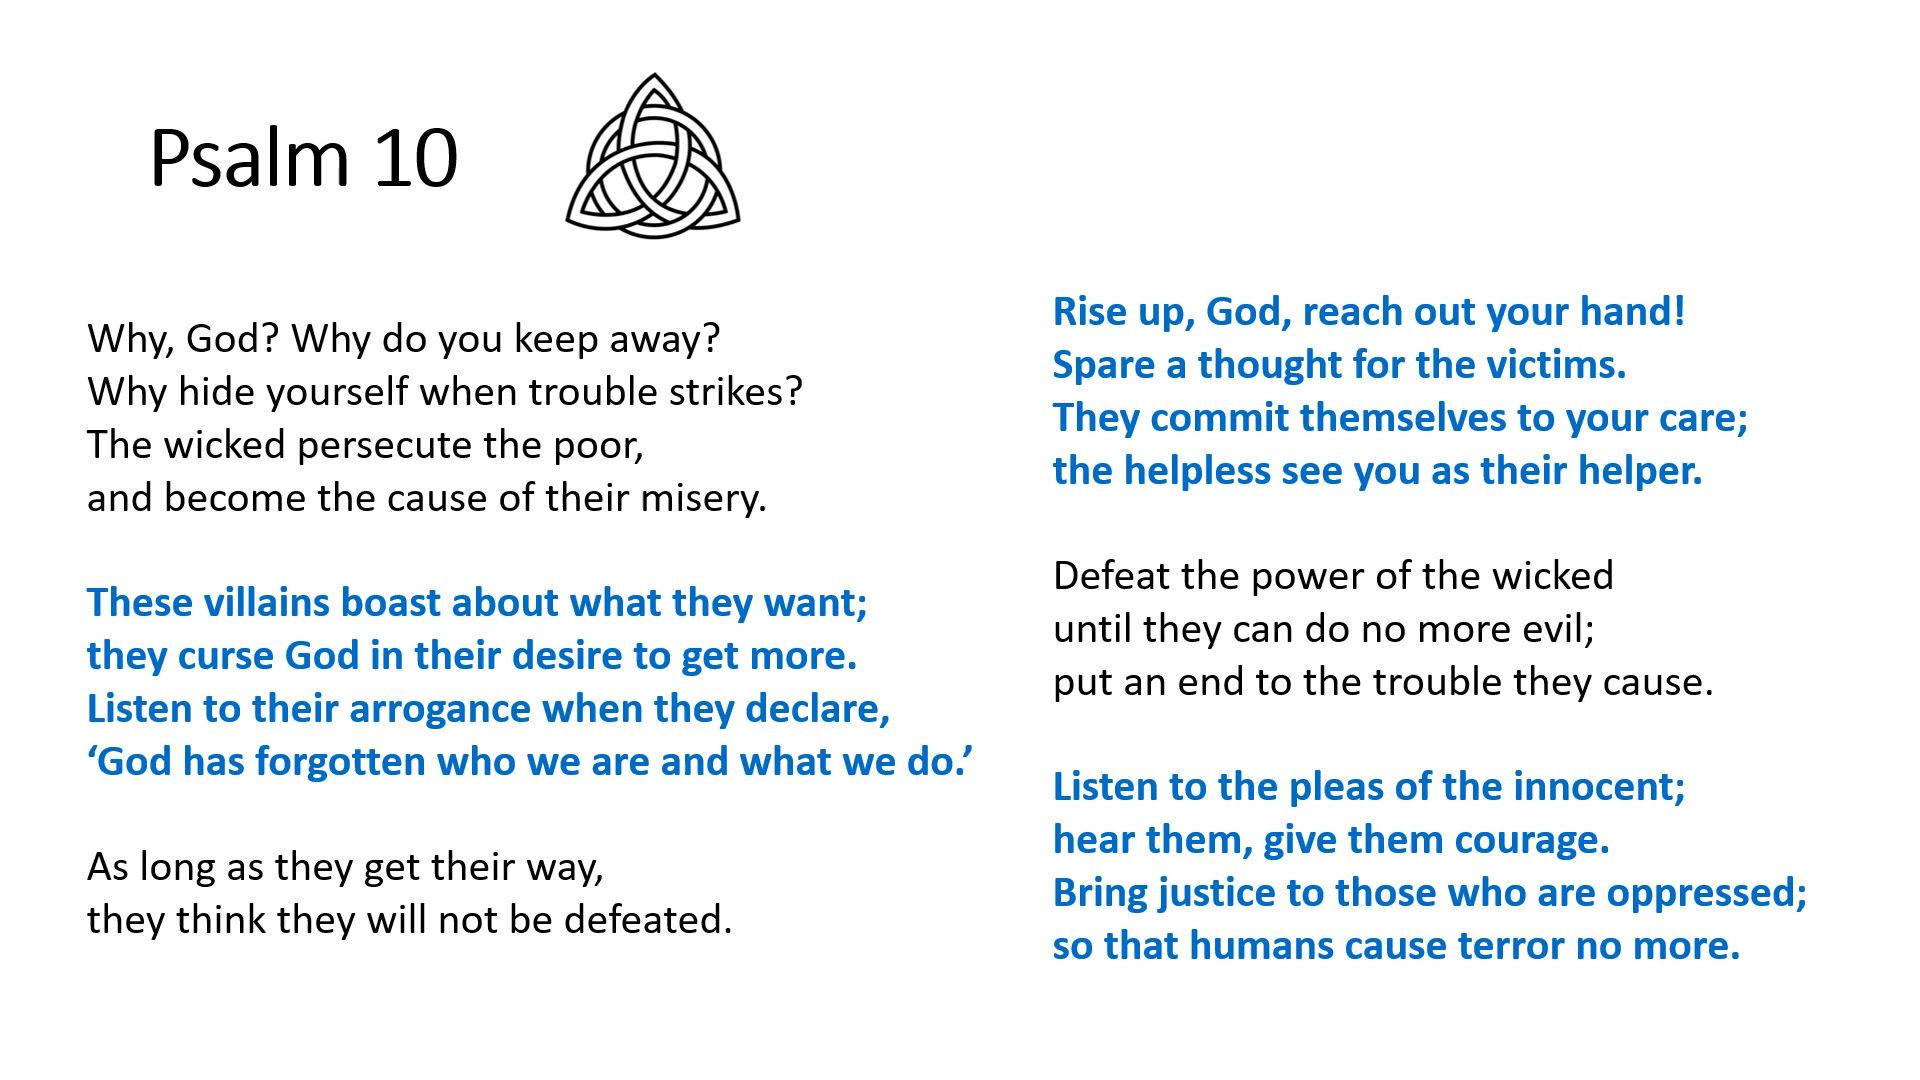 Psalm 10
Why, God? Why do you keep away?
Why hide yourself when trouble strikes?
The wicked persecute the poor,
and become the cause of their misery.
These villains boast about what they want;
they curse God in their desire to get more.
Listen to their arrogance when they declare,
‘God has forgotten who we are and what we do.’
As long as they get their way,
they think they will not be defeated.
Rise up, God, reach out your hand!
Spare a thought for the victims.
They commit themselves to your care;
the helpless see you as their helper.
Defeat the power of the wicked
until they can do no more evil;
put an end to the trouble they cause.
Listen to the pleas of the innocent;
hear them, give them courage.
Bring justice to those who are oppressed;
so that humans cause terror no more.